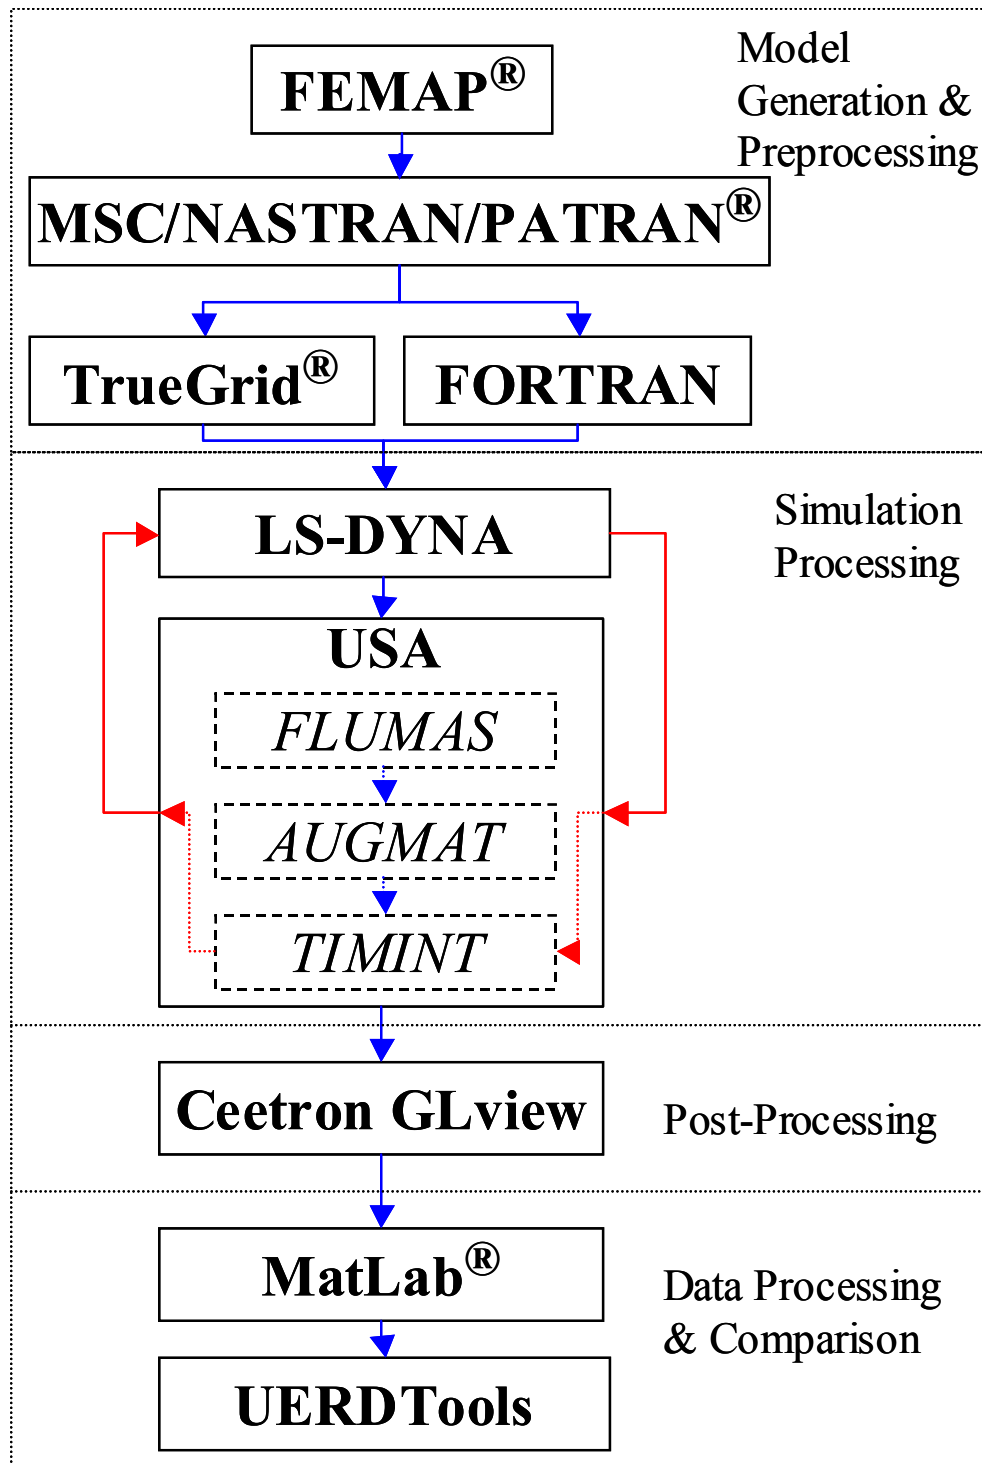 FEMAP®
Model
Generation &
Preprocessing
MSC/NASTRAN/PATRAN®
TrueGrid®
FORTRAN
LS-DYNA
Simulation
Processing
USA
FLUMAS
AUGMAT
TIMINT
Ceetron GLview
Post-Processing
MatLab®
Data Processing
& Comparison
UERDTools